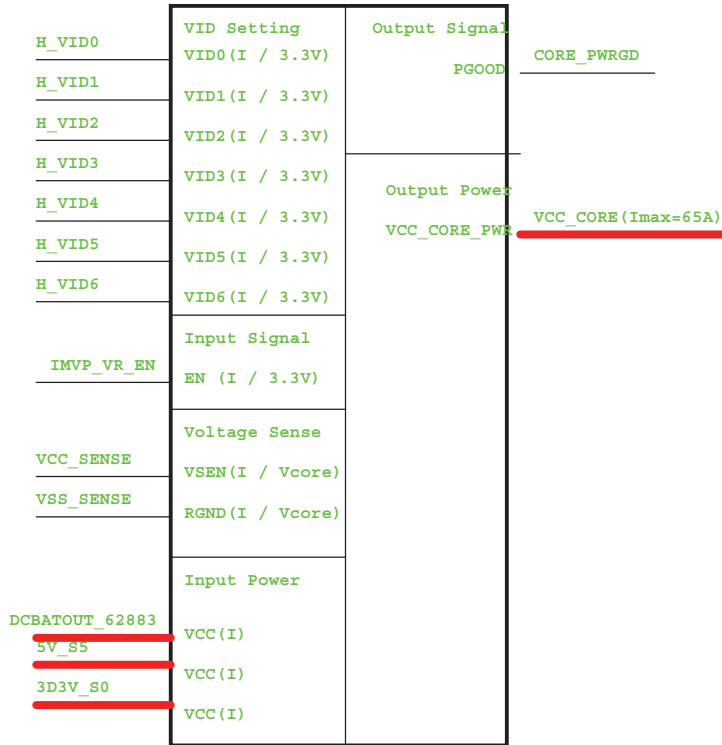 VID Setting
Output Signal
H_VID0
VID0(I / 3.3V)
CORE_PWRGD
PGOOD
H_VID1
VID1(I / 3.3V)
H_VID2
VID2(I / 3.3V)
H_VID3
VID3(I / 3.3V)
Output Power
H_VID4
VID4(I / 3.3V)
VCC_CORE_PWR
VCC_CORE(Imax=65A)
H_VID5
VID5(I / 3.3V)
H_VID6
VID6(I / 3.3V)
Input Signal
IMVP_VR_EN
EN (I / 3.3V)
Voltage Sense
VCC_SENSE
VSEN(I / Vcore)
VSS_SENSE
RGND(I / Vcore)
Input Power
DCBATOUT_62883
VCC(I)
5V_S5
VCC(I)
3D3V_S0
VCC(I)